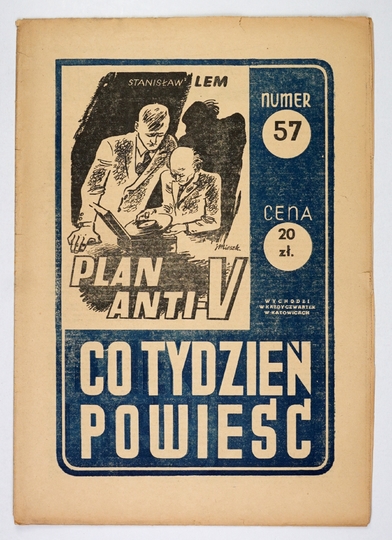 STANISŁAW LEM
PLAN
ANTI-V
NUMER
57
CENA
20
zł.
WYCHODZI
W KAŻDY CZWARTEK
W KATOWICACH
CO TYDZIEŃ
POWIEŚĆ